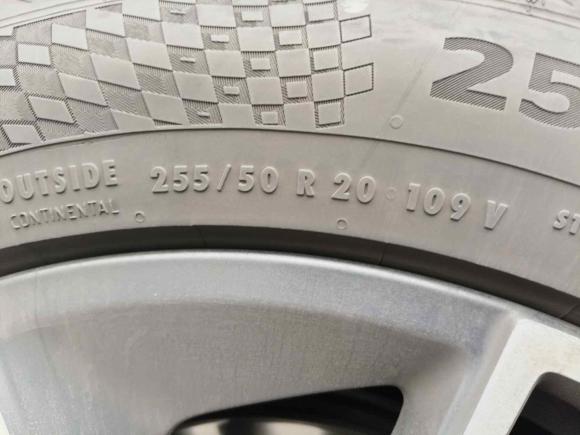 25
OUTSIDE 255/50 R 20 109 V
CONTINENTAL